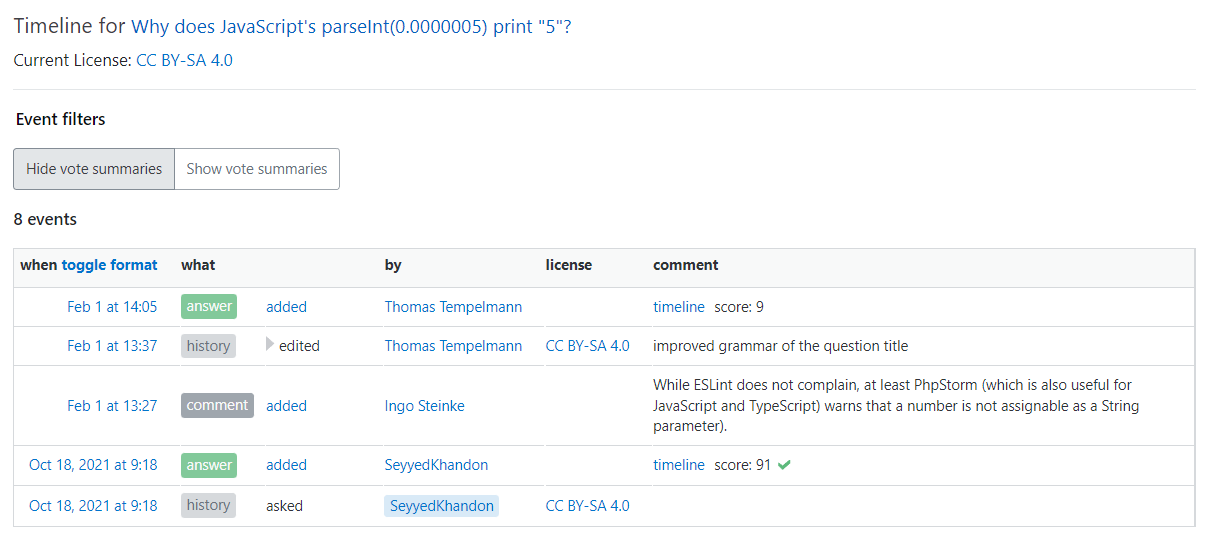 Timeline for Why does JavaScript's parseInt(0.0000005) print "5"?
Current License: CC BY-SA 4.0
Event filters
Hide vote summaries Show vote summaries
8 events
when toggle format what by license comment
Feb 1 at 14:05 answer added Thomas Tempelmann timeline score: 9
Feb 1 at 13:37 history edited Thomas Tempelmann CC BY-SA 4.0 improved grammar of the question title
Feb 1 at 13:27 comment added Ingo Steinke While ESLint does not complain, at least PhpStorm (which is also useful for
JavaScript and TypeScript) warns that a number is not assignable as a String
parameter).
Oct 18, 2021 at 9:18 answer added SeyyedKhandon timeline score: 91
Oct 18, 2021 at 9:18 history asked SeyyedKhandon CC BY-SA 4.0